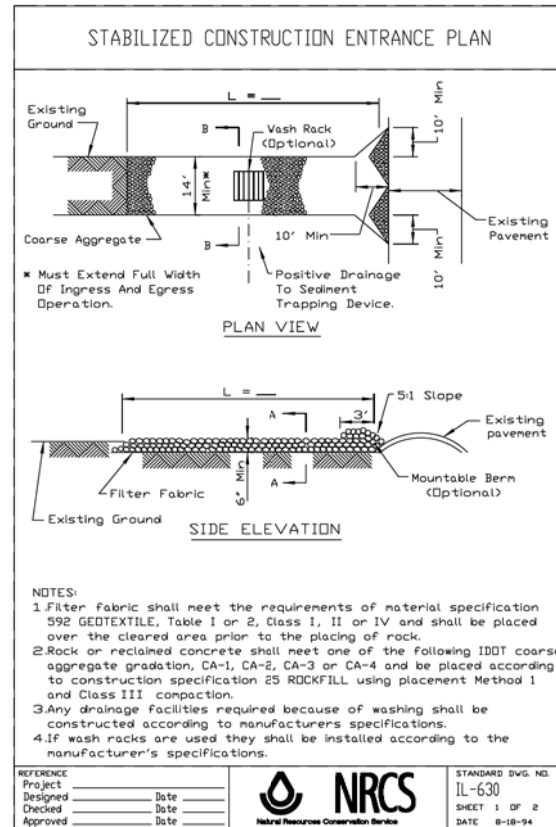 STABILIZED CONSTRUCTION ENTRANCE PLAN
L = ___
Existing
Ground
B
Wash Rack
(Optional)
10' Min
14'
Min*
Coarse Aggregate
B
10' Min
Existing
Pavement
10' Min
* Must Extend Full Width
Of Ingress And Egress
Operation.
Positive Drainage
To Sediment
Trapping Device.
PLAN VIEW
L = ___
A
3'
5:1 Slope
Existing
pavement
Filter Fabric
6" Min
A
Mountable Berm
(Optional)
Existing Ground
SIDE ELEVATION
NOTES:
1.Filter fabric shall meet the requirements of material specification
592 GEOTEXTILE, Table 1 or 2, Class I, II or IV and shall be placed
over the cleared area prior to the placing of rock.
2.Rock or reclaimed concrete shall meet one of the following IDOT coarse
aggregate gradation, CA-1, CA-2, CA-3 or CA-4 and be placed according
to construction specification 25 ROCKFILL using placement Method 1
and Class III compaction.
3.Any drainage facilities required because of washing shall be
constructed according to manufacturers specifications.
4.If wash racks are used they shall be installed according to the
manufacturer's specifications.
REFERENCE
Project
Designed Date
Checked Date
Approved Date
NRCS
Natural Resources Conservation Service
STANDARD DWG. NO.
IL-630
SHEET 1 OF 2
DATE 8-18-94